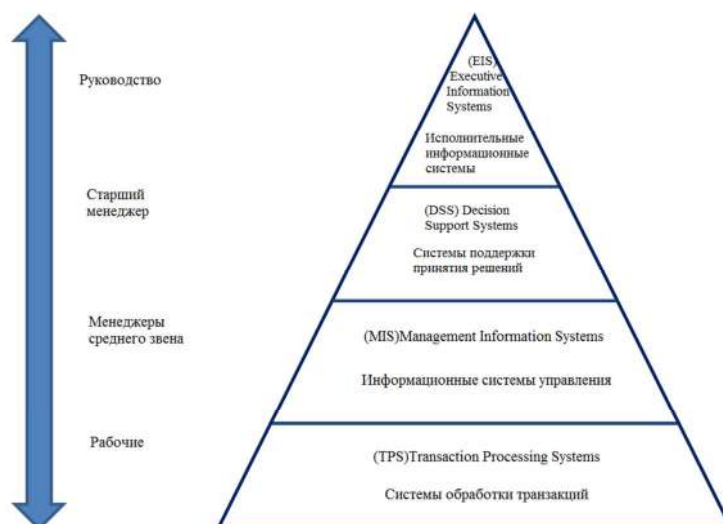 Руководство
(EIS)
Executive
Information
Systems
Исполнительные
информационные
системы
Старший
менеджер
(DSS) Decision
Support Systems
Системы поддержки
принятия решений
Менеджеры
среднего звена
(MIS)Management Information Systems
Информационные системы управления
Рабочие
(TPS)Transaction Processing Systems
Системы обработки транзакций